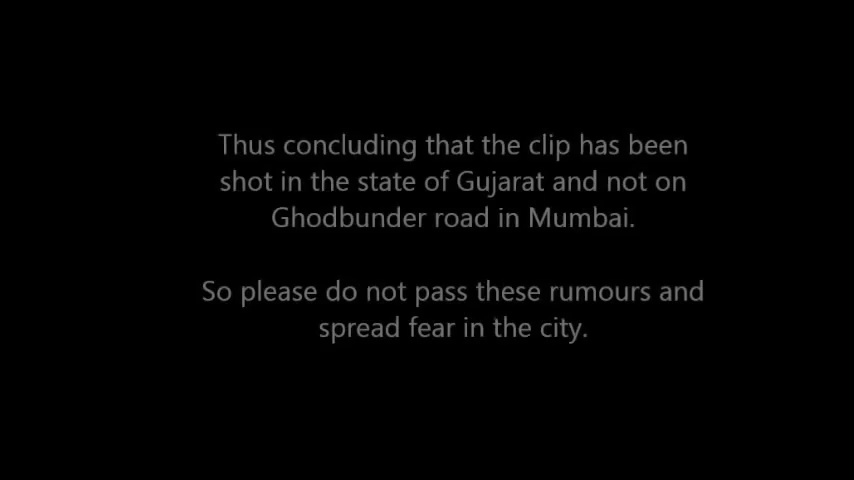 Thus concluding that the clip has been
shot in the state of Gujarat and not on
Ghodbunder road in Mumbai.
So please do not pass these rumours and
spread fear in the city.